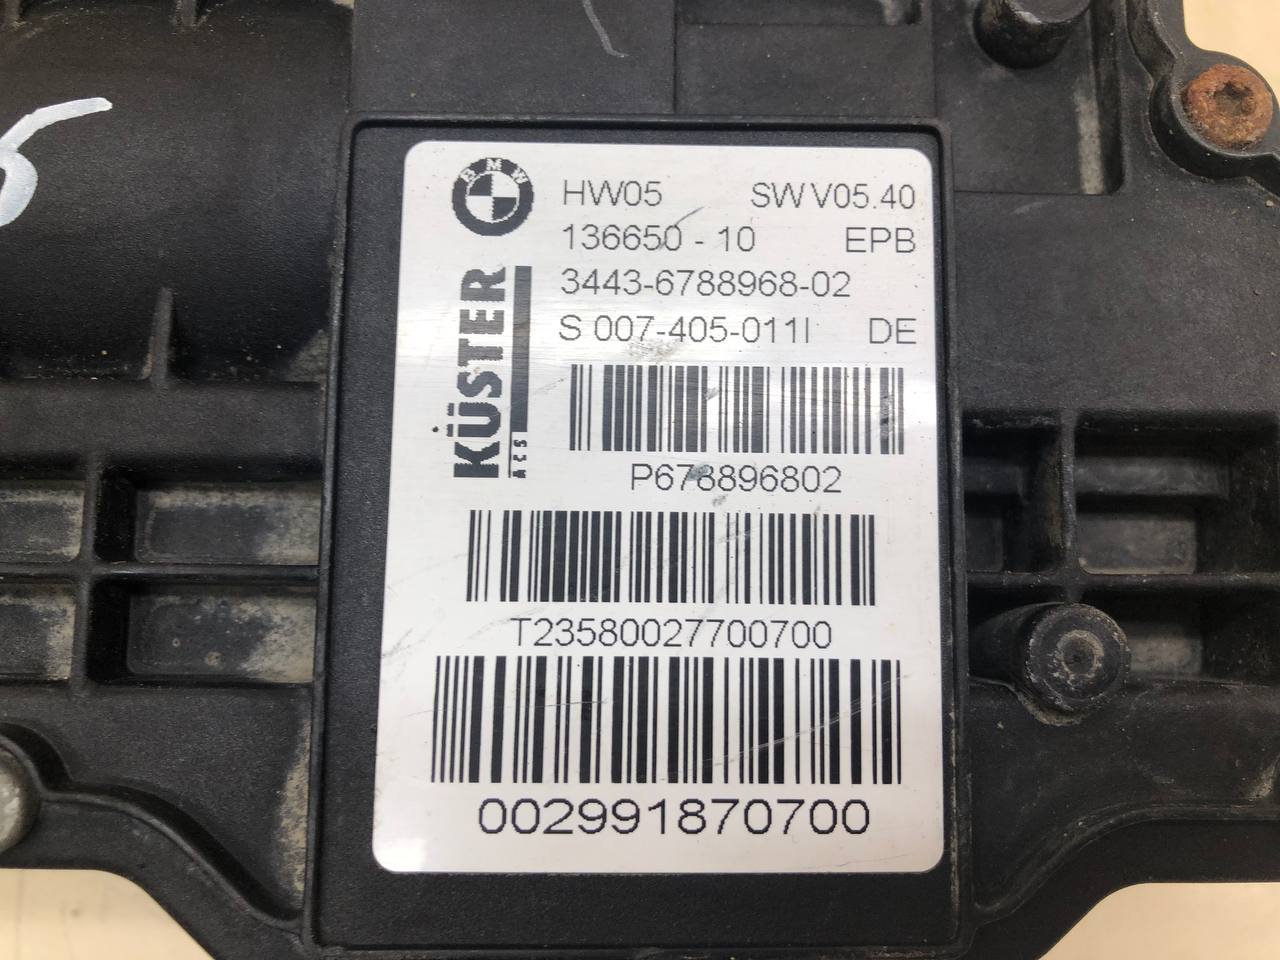 5
BMW
HW05 SW V05.40
136650 - 10 EPB
3443-6788968-02
S 007-405-011I DE
KÜSTER
ACS
P678896802
T23580027700700
002991870700